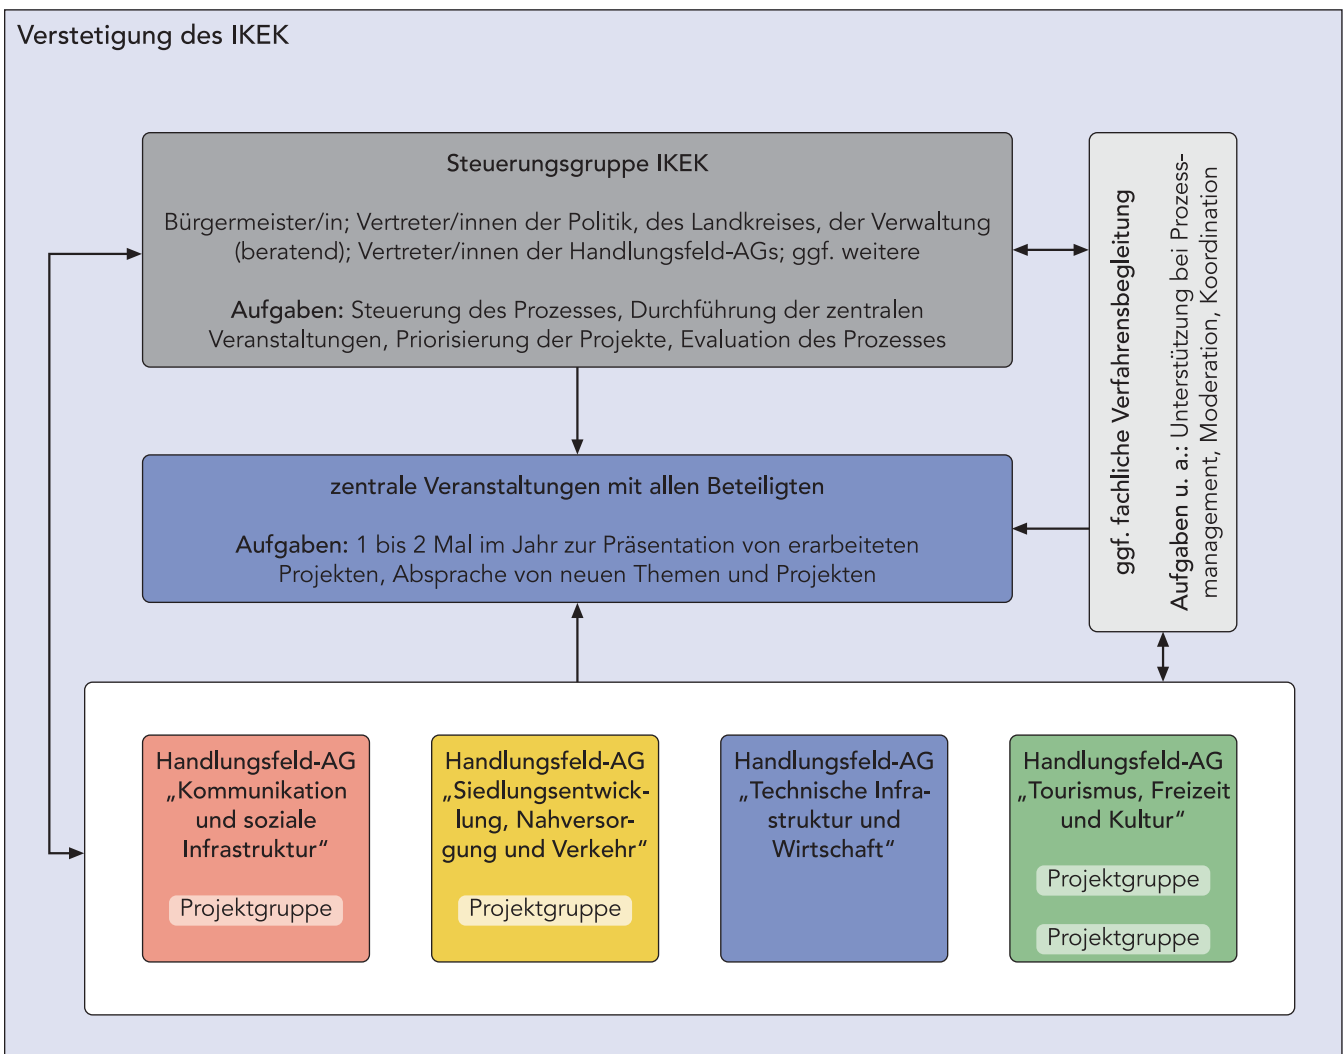 Verstetigung des IKEK
Steuerungsgruppe IKEK
Bürgermeister/in; Vertreter/innen der Politik, des Landkreises, der Verwaltung
(beratend); Vertreter/innen der Handlungsfeld-AGs; ggf. weitere
Aufgaben: Steuerung des Prozesses, Durchführung der zentralen
Veranstaltungen, Priorisierung der Projekte, Evaluation des Prozesses
ggf. fachliche Verfahrensbegleitung
Aufgaben u. a.: Unterstützung bei Prozess-
management, Moderation, Koordination
zentrale Veranstaltungen mit allen Beteiligten
Aufgaben: 1 bis 2 Mal im Jahr zur Präsentation von erarbeiteten
Projekten, Absprache von neuen Themen und Projekten
Handlungsfeld-AG
„Kommunikation
und soziale
Infrastruktur“
Projektgruppe
Handlungsfeld-AG
„Siedlungsentwick-
lung, Nahversor-
gung und Verkehr“
Projektgruppe
Handlungsfeld-AG
„Technische Infra-
struktur und
Wirtschaft“
Handlungsfeld-AG
„Tourismus, Freizeit
und Kultur“
Projektgruppe
Projektgruppe